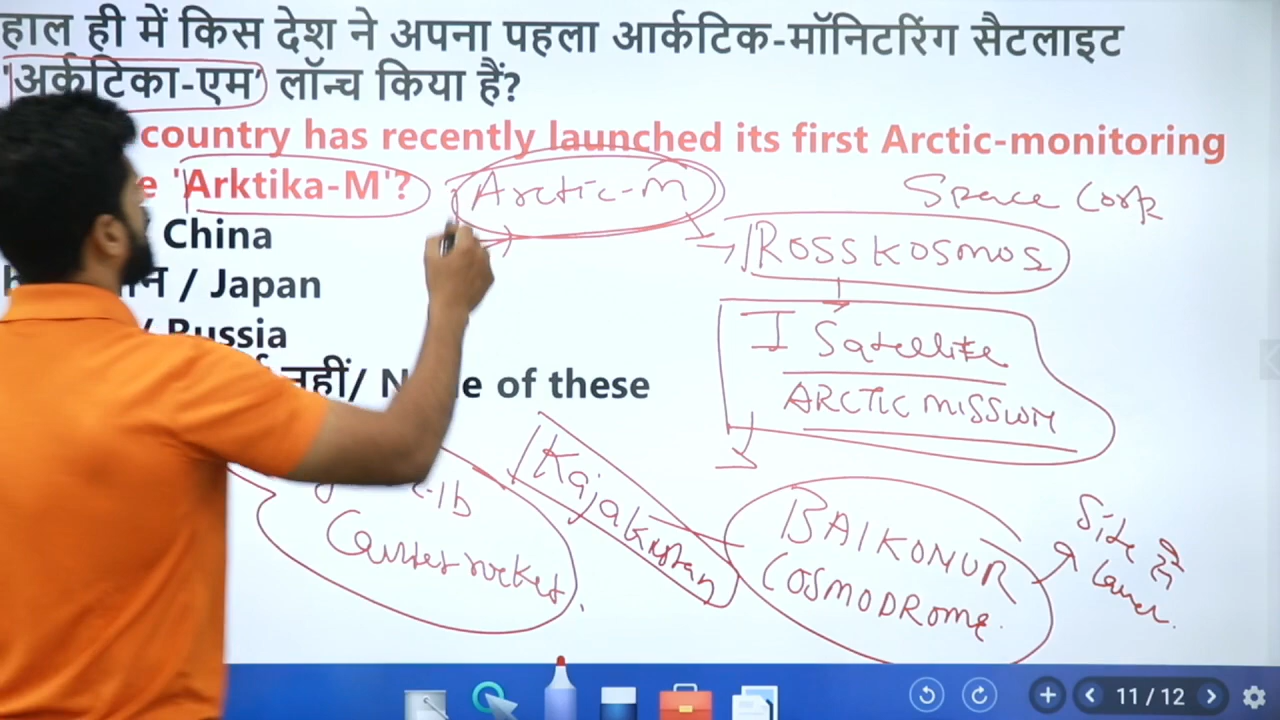 हाल ही में किस देश ने अपना पहला आर्कटिक-मॉनिटरिंग सैटलाइट
'अर्कटिका-एम' लॉन्च किया हैं?
country has recently launched its first Arctic-monitoring
'Arktika-M'?
Arctic-M
Space Corp
ROSSKOSMOS
China
/ Japan
/ Russia
नहीं/ N e of these
I Satellite
ARCTIC MISSION
Kajakistan
BAIKONUR
COSMODROME
Site से
rocket
11 / 12